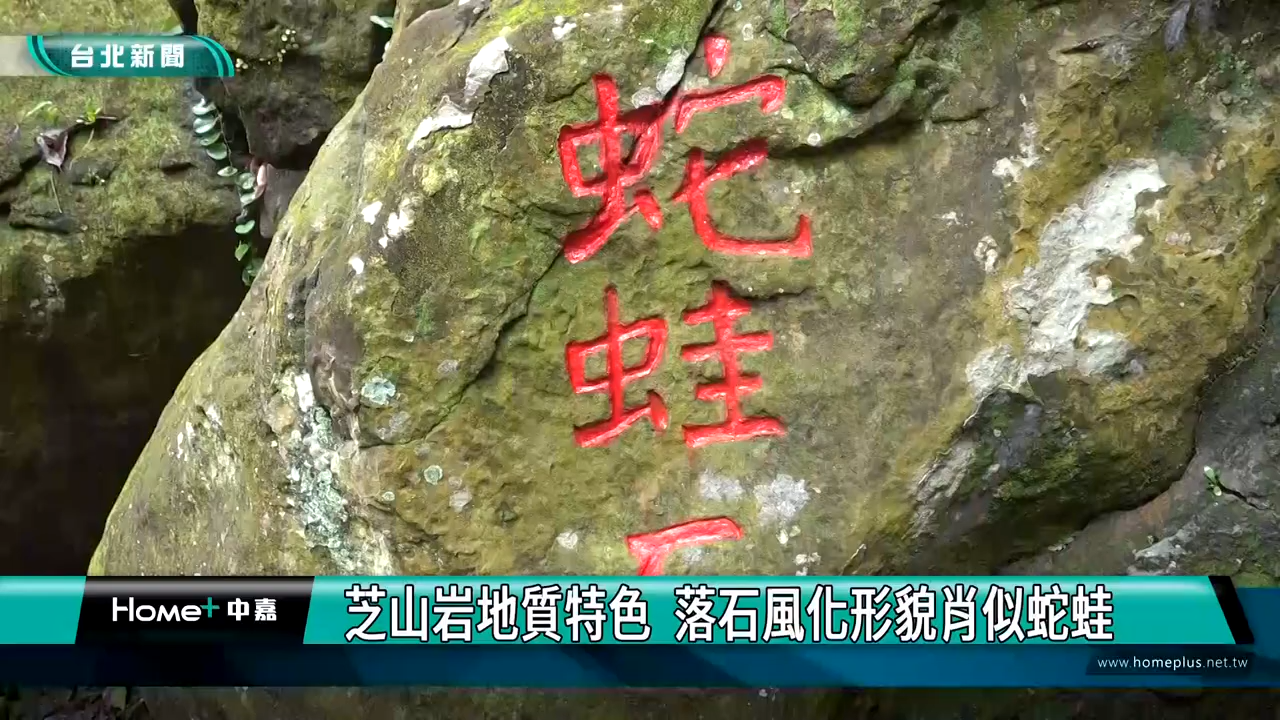 台北新聞
蛇
蛙
Home+中嘉
芝山岩地質特色 落石風化形貌肖似蛇蛙
www.homeplus.net.tw